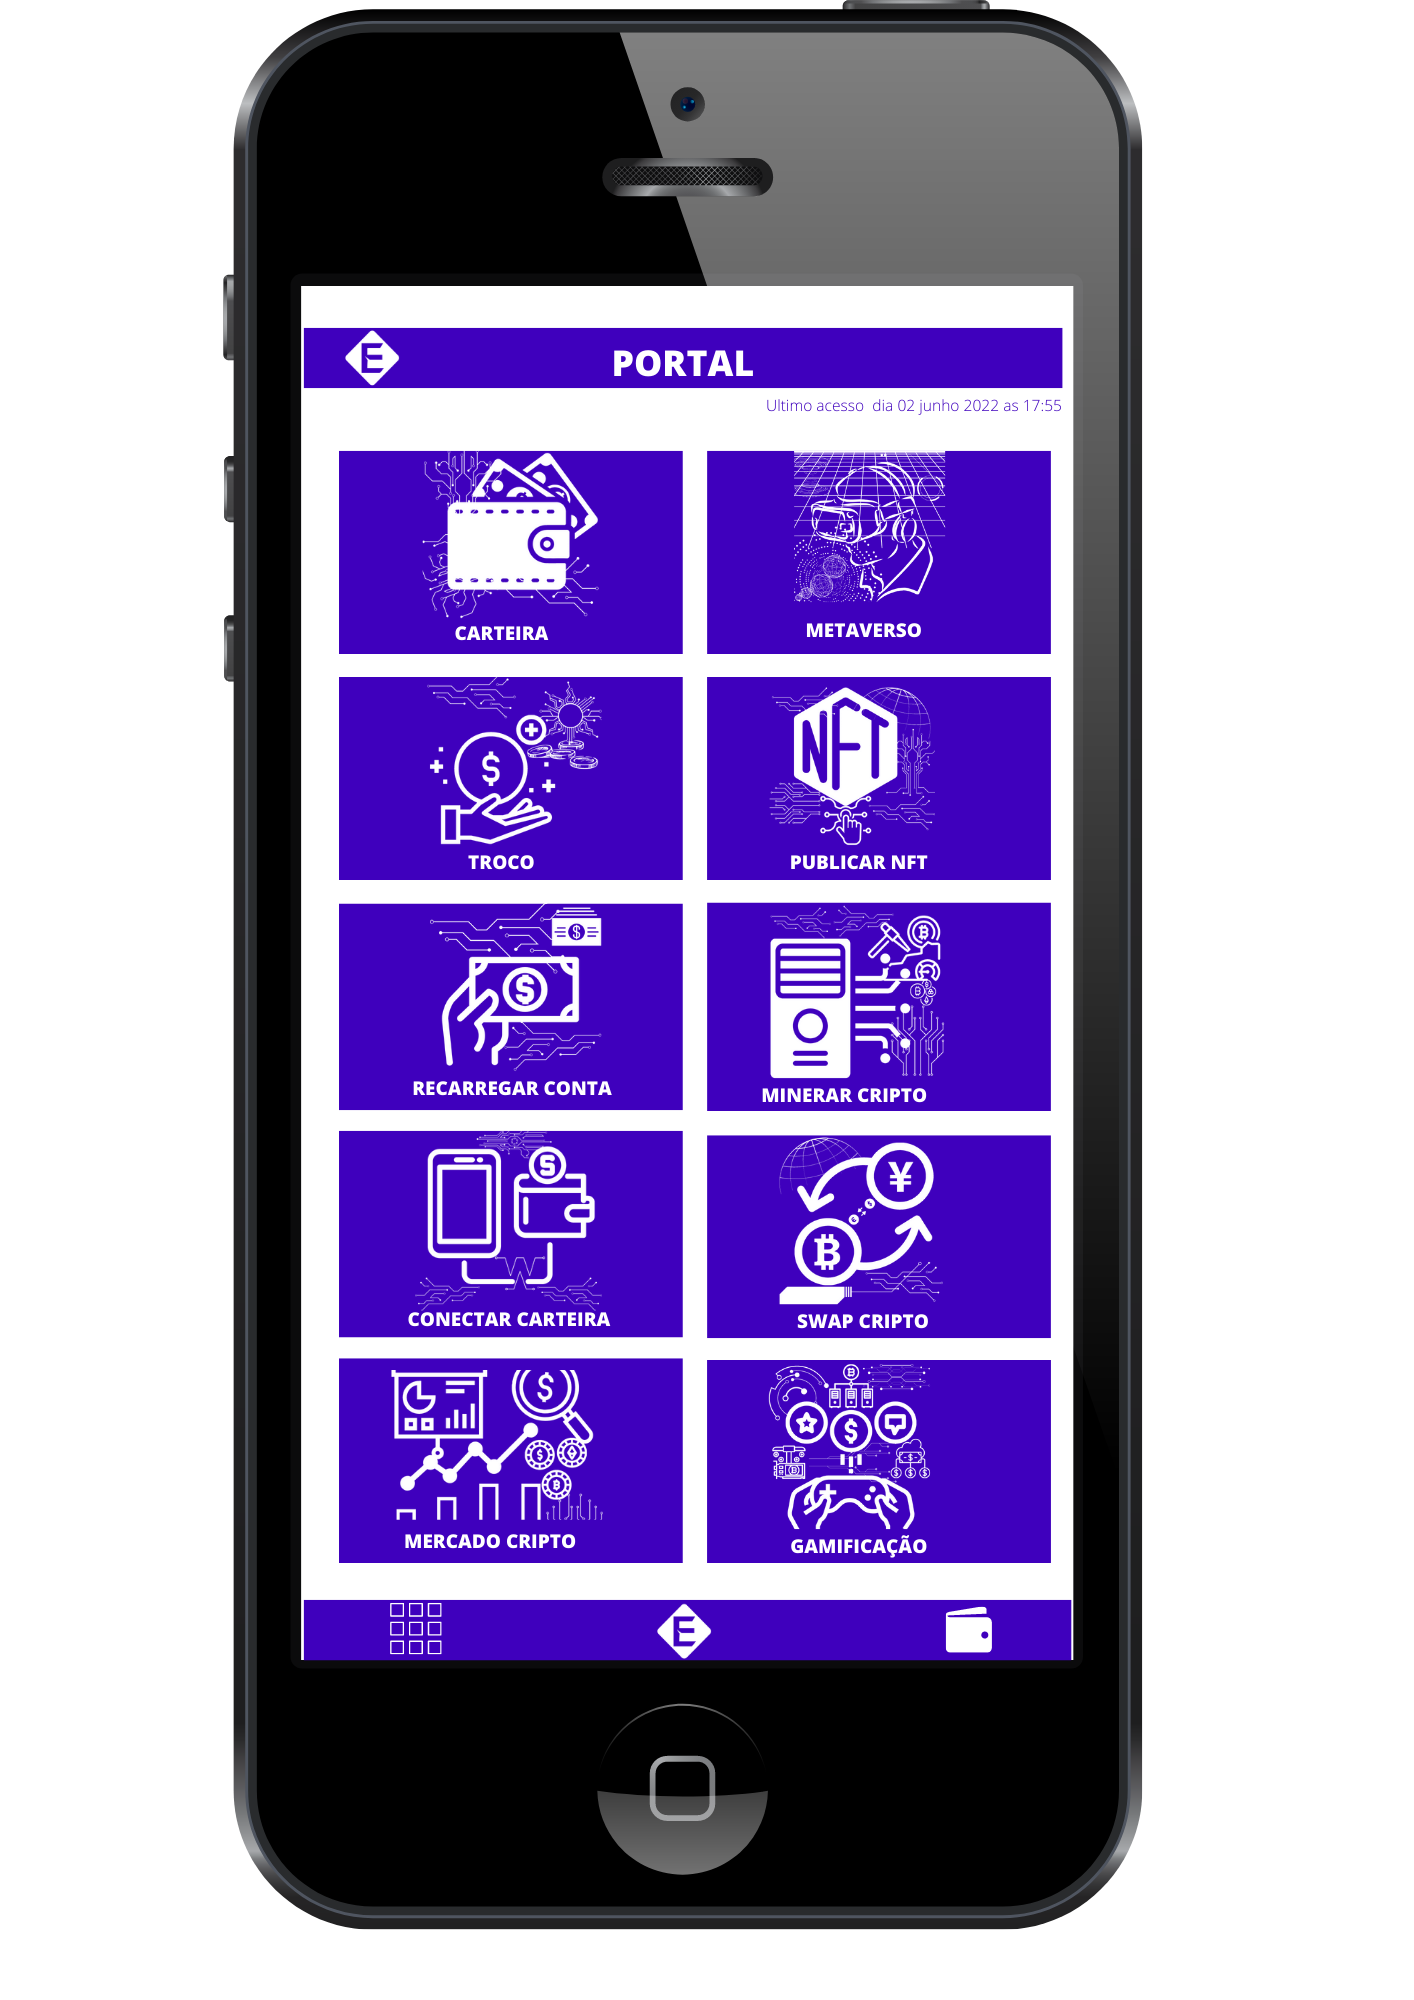 E PORTAL
Ultimo acesso dia 02 junho 2022 as 17:55
CARTEIRA
METAVERSO
TROCO
NFT
PUBLICAR NFT
RECARREGAR CONTA
MINERAR CRIPTO
CONECTAR CARTEIRA
SWAP CRIPTO
MERCADO CRIPTO
GAMIFICAÇÃO
E